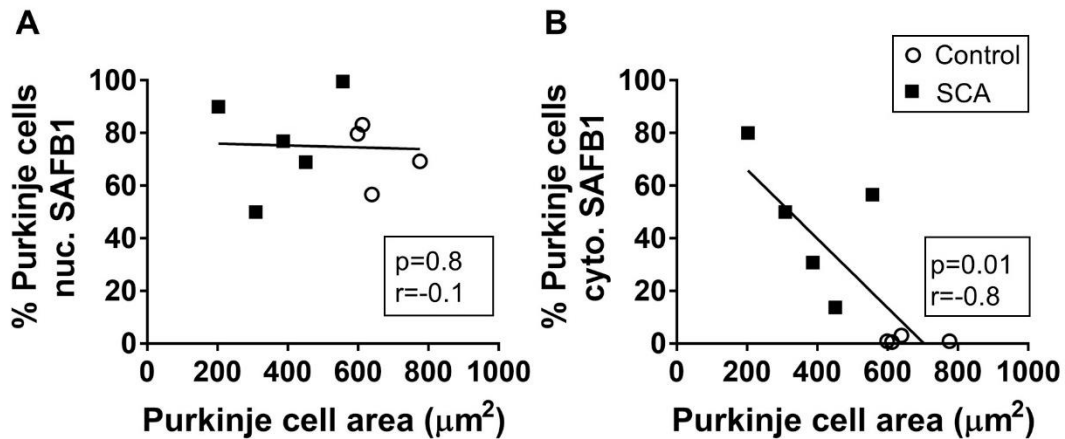 A
% Purkinje cells
nuc. SAFB1
100
80
60
40
20
0
0 200 400 600 800 1000
Purkinje cell area (μm²)
p=0.8
r=-0.1
B
% Purkinje cells
cyto. SAFB1
100
80
60
40
20
0
0 200 400 600 800 1000
Purkinje cell area (μm²)
Control
SCA
p=0.01
r=-0.8